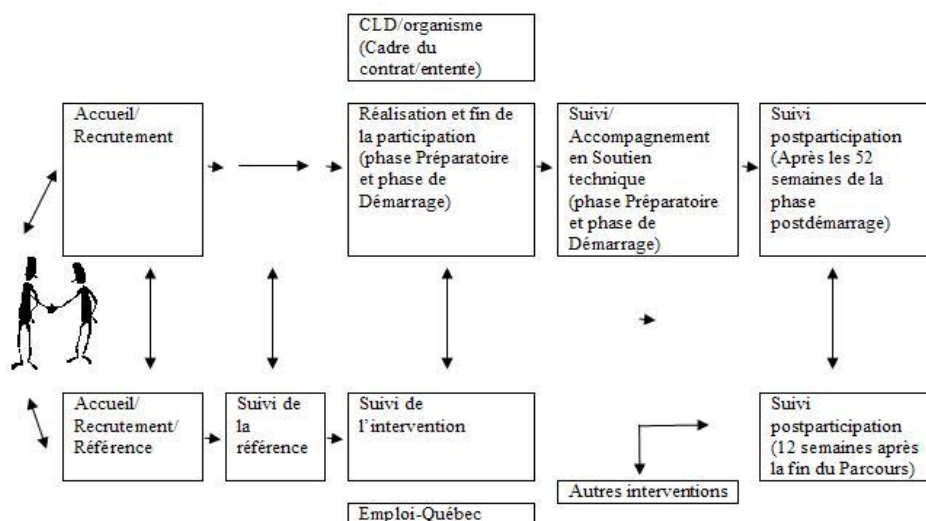 CLD/organisme
(Cadre du
contrat/entente)
Accueil/
Recrutement
Réalisation et fin de
la participation
(phase Préparatoire
et phase de
Démarrage)
Suivi/
Accompagnement
en Soutien
technique
(phase Préparatoire
et phase de
Démarrage)
Suivi
postparticipation
(Après les 52
semaines de la
phase
postdémarrage)
Accueil/
Recrutement/
Référence
Suivi de
la
référence
Suivi de
l'intervention
Suivi
postparticipation
(12 semaines après
la fin du Parcours)
Autres interventions
Emploi-Québec